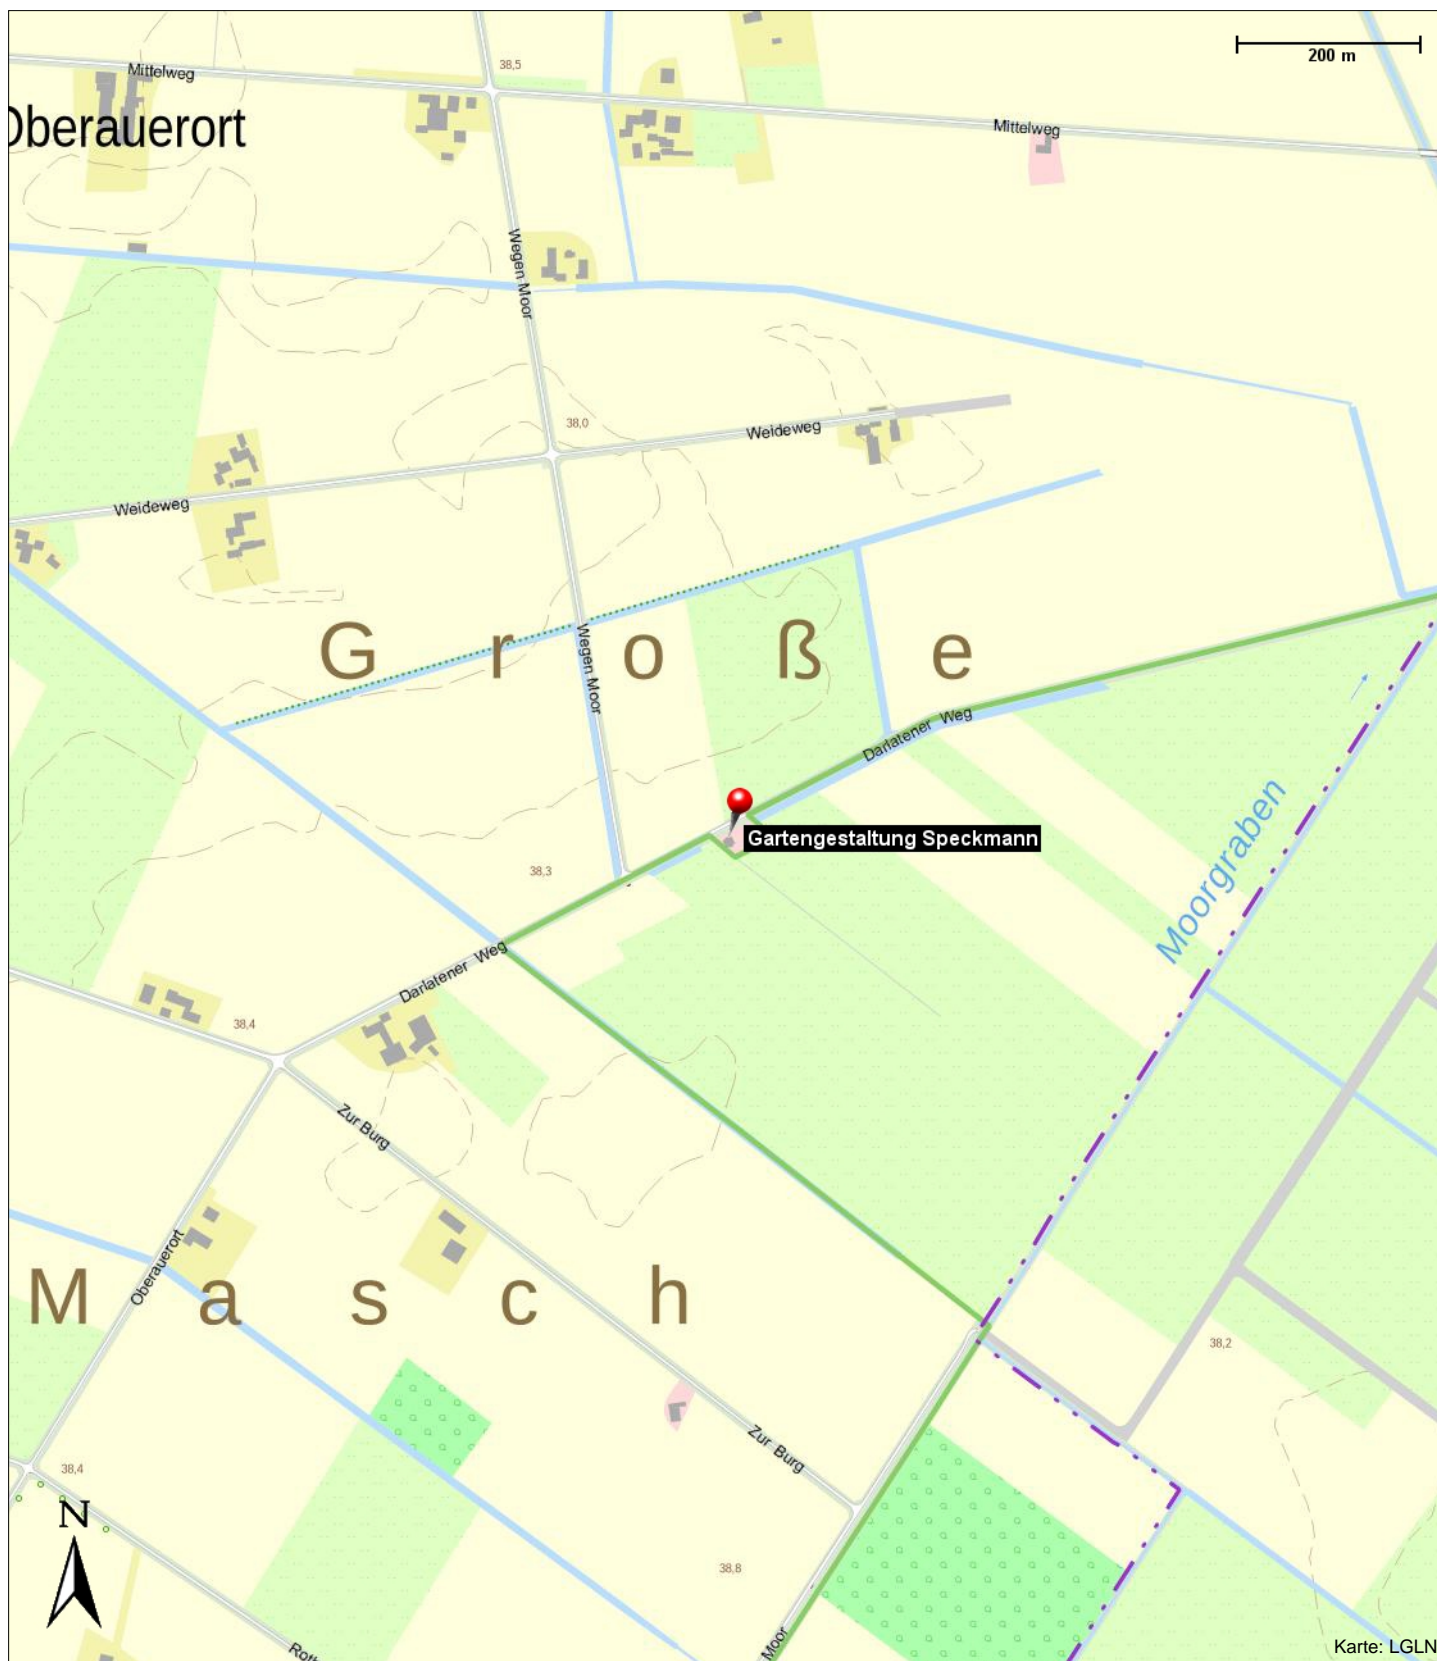 200 m
38,5
Mittelweg
Oberauerort
Mittelweg
Wegen Moor
38,0
Weideweg
Weideweg
Große
Wegen Moor
Darlatener Weg
Gartengestaltung Speckmann
Moorgraben
38,3
Darlatener Weg
38,4
Zur Burg
Oberauerort
Masch
38,2
Zur Burg
38,4
N
38,8
Moor
Karte: LGLN